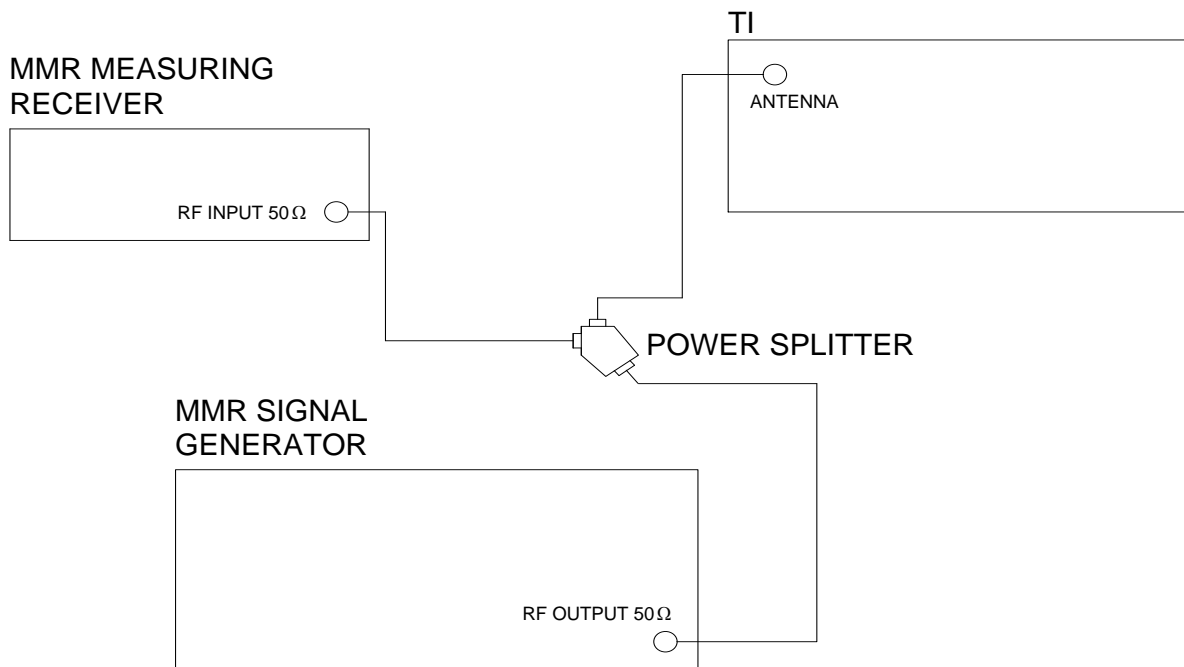 TI
ANTENNA
MMR MEASURING
RECEIVER
RF INPUT 50Ω
POWER SPLITTER
MMR SIGNAL
GENERATOR
RF OUTPUT 50Ω